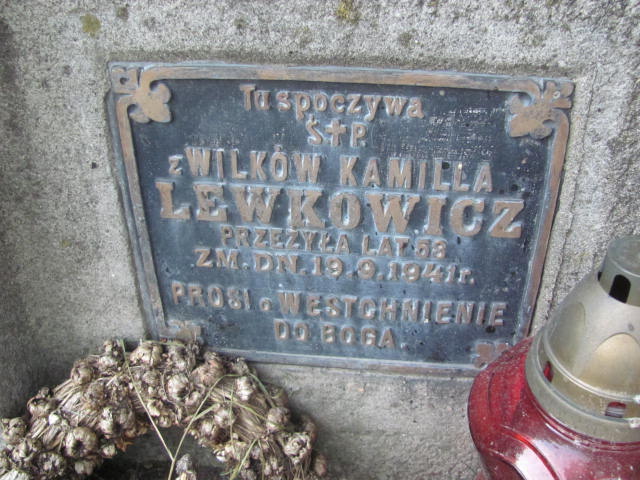 Tu spoczywa
Ś✝P.
z WILKÓW KAMILLA
LEWKOWICZ
PRZEŻYŁA LAT 58
ZM. DN. 19.9.1941 r.
PROSI o WESTCHNIENIE
DO BOGA.